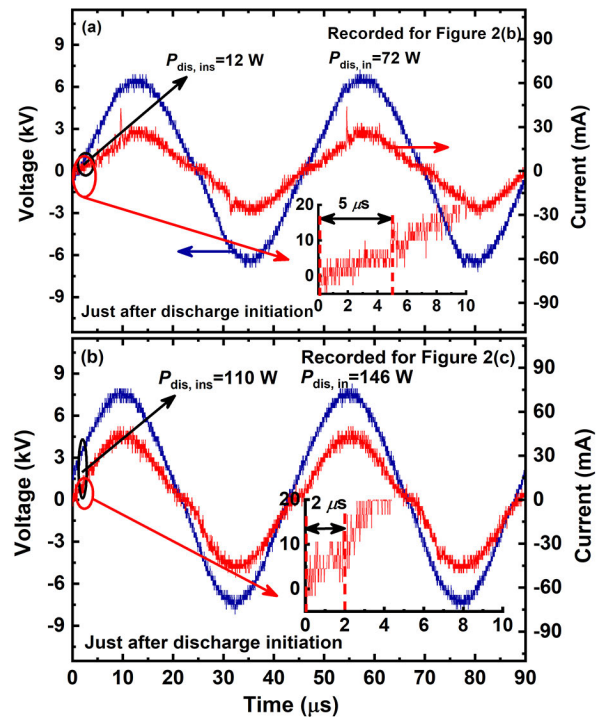 (a)
Recorded for Figure 2(b)
P_dis, ins=12 W
P_dis, in=72 W
9
6
3
0
-3
-6
-9
Voltage (kV)
90
60
30
0
-30
-60
-90
Current (mA)
5 μs
20
10
0
0 2 4 6 8 10
Just after discharge initiation
(b)
Recorded for Figure 2(c)
P_dis, ins=110 W
P_dis, in=146 W
9
6
3
0
-3
-6
-9
Voltage (kV)
90
60
30
0
-30
-60
-90
Current (mA)
2 μs
20
10
0
0 2 4 6 8 10
Just after discharge initiation
0 10 20 30 40 50 60 70 80 90
Time (μs)